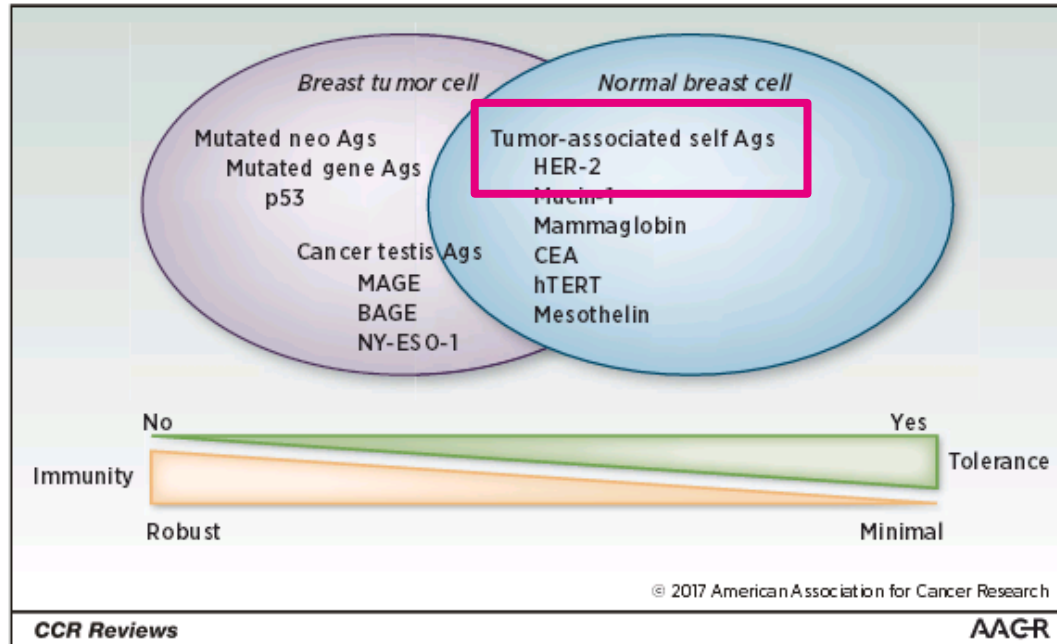 Breast tumor cell
Normal breast cell
Mutated neo Ags
Mutated gene Ags
p53
Cancer testis Ags
MAGE
BAGE
NY-ESO-1
Tumor-associated self Ags
HER-2
Mucin-1
Mammaglobin
CEA
hTERT
Mesothelin
No
Yes
Immunity
Tolerance
Robust
Minimal
© 2017 American Association for Cancer Research
CCR Reviews
AACR